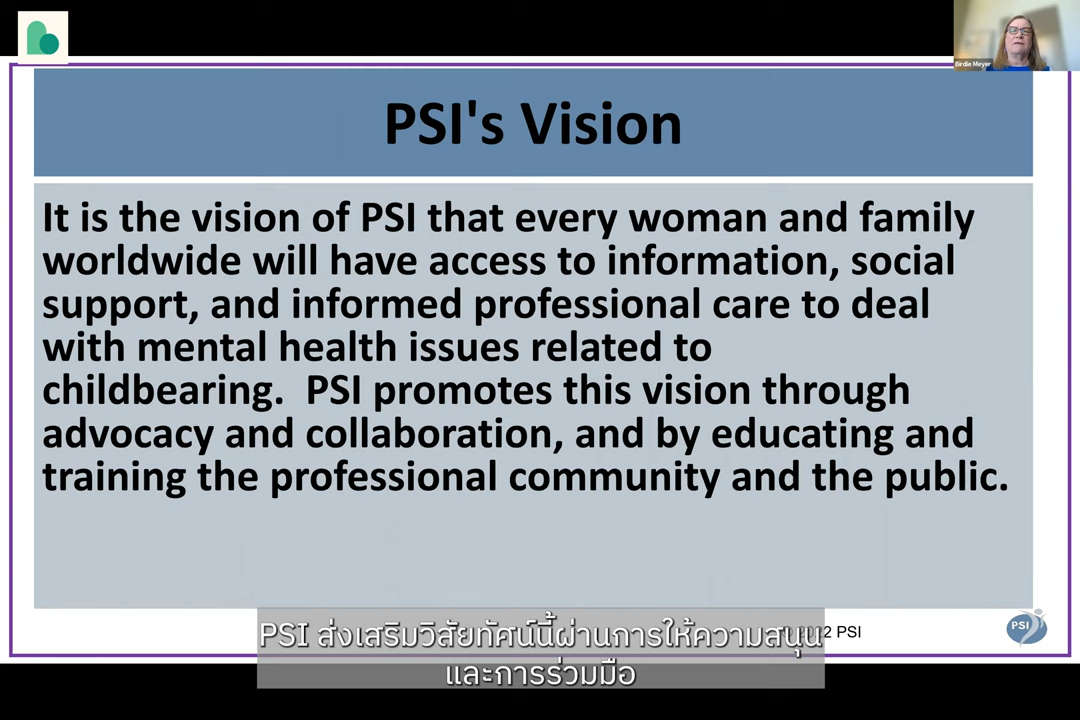 Birdie Meyer
PSI's Vision
It is the vision of PSI that every woman and family
worldwide will have access to information, social
support, and informed professional care to deal
with mental health issues related to
childbearing. PSI promotes this vision through
advocacy and collaboration, and by educating and
training the professional community and the public.
PSI
PSI
PSI ส่งเสริมวิสัยทัศน์นี้ผ่านการให้ความสนุน
และการร่วมมือ